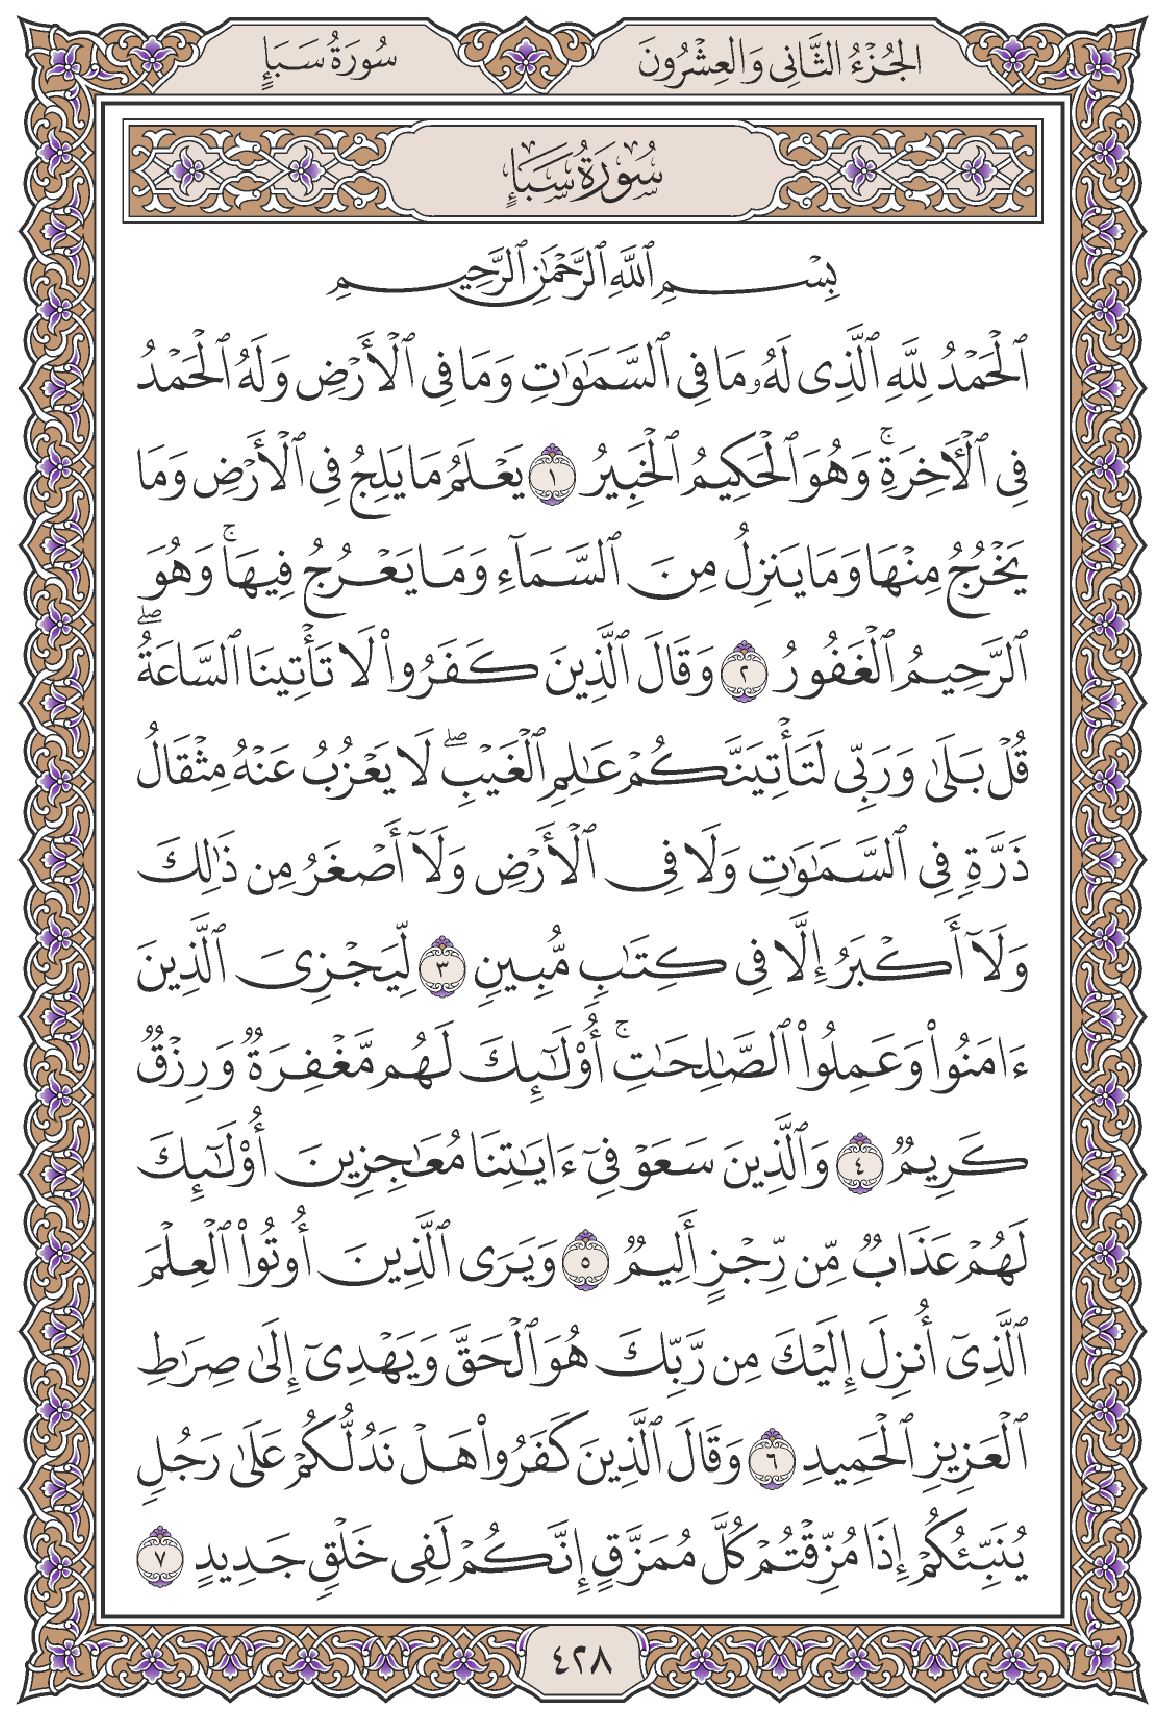 الجُزْءُ الثَّانِي وَالعِشْرُونَ
سُورَةُ سَبَإٍ
سُورَةُ سَبَإٍ
بِسْمِ ٱللَّهِ ٱلرَّحْمَٰنِ ٱلرَّحِيمِ
ٱلْحَمْدُ لِلَّهِ ٱلَّذِى لَهُۥ مَا فِى ٱلسَّمَٰوَٰتِ وَمَا فِى ٱلْأَرْضِ وَلَهُ ٱلْحَمْدُ
فِى ٱلْءَاخِرَةِۚ وَهُوَ ٱلْحَكِيمُ ٱلْخَبِيرُ ١ يَعْلَمُ مَا يَلِجُ فِى ٱلْأَرْضِ وَمَا
يَخْرُجُ مِنْهَا وَمَا يَنزِلُ مِنَ ٱلسَّمَآءِ وَمَا يَعْرُجُ فِيهَاۚ وَهُوَ
ٱلرَّحِيمُ ٱلْغَفُورُ ٢ وَقَالَ ٱلَّذِينَ كَفَرُوا۟ لَا تَأْتِينَا ٱلسَّاعَةُۖ
قُلْ بَلَىٰ وَرَبِّى لَتَأْتِيَنَّكُمْ عَٰلِمِ ٱلْغَيْبِۖ لَا يَعْزُبُ عَنْهُ مِثْقَالُ
ذَرَّةٍ فِى ٱلسَّمَٰوَٰتِ وَلَا فِى ٱلْأَرْضِ وَلَآ أَصْغَرُ مِن ذَٰلِكَ
وَلَآ أَكْبَرُ إِلَّا فِى كِتَٰبٍ مُّبِينٍ ٣ لِّيَجْزِىَ ٱلَّذِينَ
ءَامَنُوا۟ وَعَمِلُوا۟ ٱلصَّٰلِحَٰتِۚ أُو۟لَٰٓئِكَ لَهُم مَّغْفِرَةٌ وَرِزْقٌ
كَرِيمٌ ٤ وَٱلَّذِينَ سَعَوْ فِىٓ ءَايَٰتِنَا مُعَٰجِزِينَ أُو۟لَٰٓئِكَ
لَهُمْ عَذَابٌ مِّن رِّجْزٍ أَلِيمٌ ٥ وَيَرَى ٱلَّذِينَ أُوتُوا۟ ٱلْعِلْمَ
ٱلَّذِىٓ أُنزِلَ إِلَيْكَ مِن رَّبِّكَ هُوَ ٱلْحَقَّ وَيَهْدِىٓ إِلَىٰ صِرَٰطِ
ٱلْعَزِيزِ ٱلْحَمِيدِ ٦ وَقَالَ ٱلَّذِينَ كَفَرُوا۟ هَلْ نَدُلُّكُمْ عَلَىٰ رَجُلٍ
يُنَبِّئُكُمْ إِذَا مُزِّقْتُمْ كُلَّ مُمَزَّقٍ إِنَّكُمْ لَفِى خَلْقٍ جَدِيدٍ ٧
٤٢٨